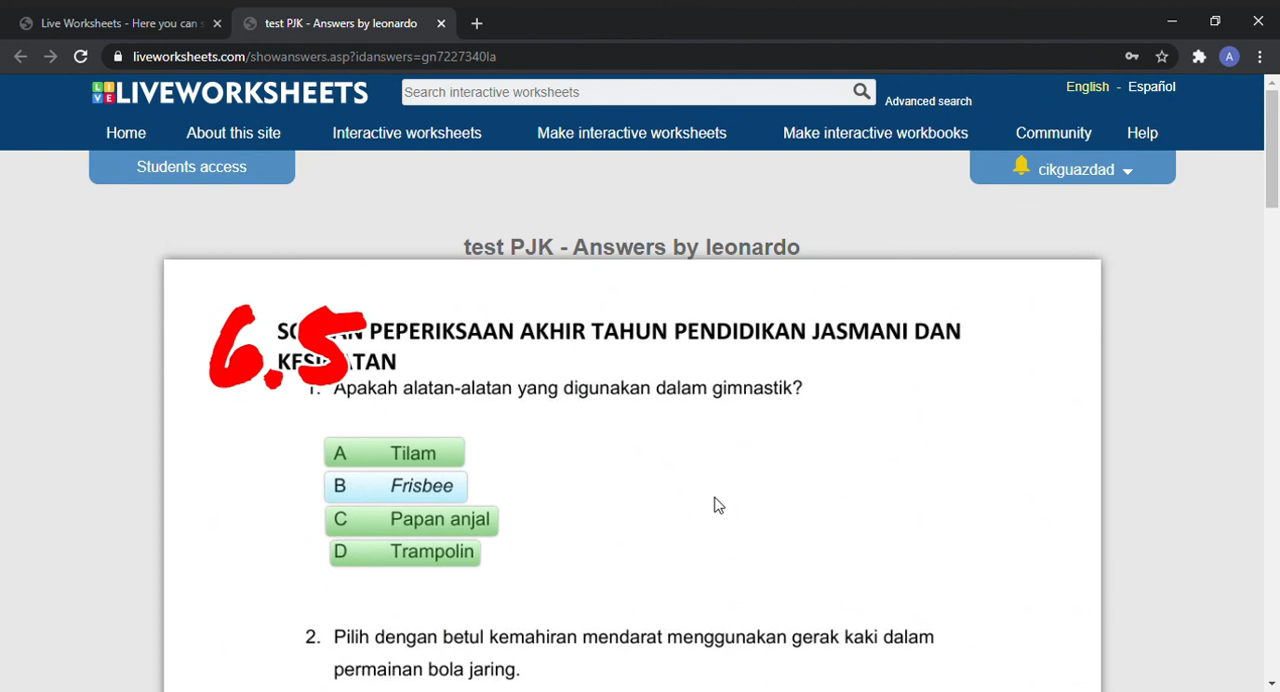 Live Worksheets - Here you can s
test PJK - Answers by leonardo
liveworksheets.com/showanswers.asp?idanswers=gn7227340la
A
LIVE
LIVEWORKSHEETS
Search interactive worksheets
Advanced search
English - Español
Home About this site Interactive worksheets Make interactive worksheets Make interactive workbooks Community Help
Students access
cikguazdad
test PJK - Answers by leonardo
6.5
PEPERIKSAAN AKHIR TAHUN PENDIDIKAN JASMANI DAN
1. Apakah alatan-alatan yang digunakan dalam gimnastik?
A Tilam
B Frisbee
C Papan anjal
D Trampolin
2. Pilih dengan betul kemahiran mendarat menggunakan gerak kaki dalam
permainan bola jaring.